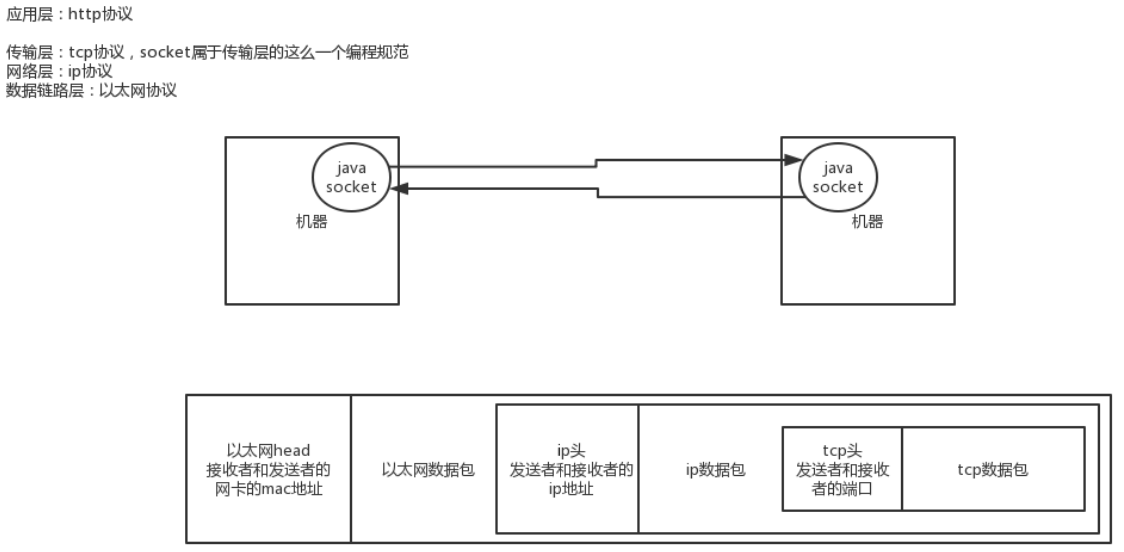 应用层：http协议
传输层：tcp协议，socket属于传输层的这么一个编程规范
网络层：ip协议
数据链路层：以太网协议
java
socket
机器
java
socket
机器
以太网head
接收者和发送者的
网卡的mac地址
以太网数据包
ip头
发送者和接收者的
ip地址
ip数据包
tcp头
发送者和接收
者的端口
tcp数据包